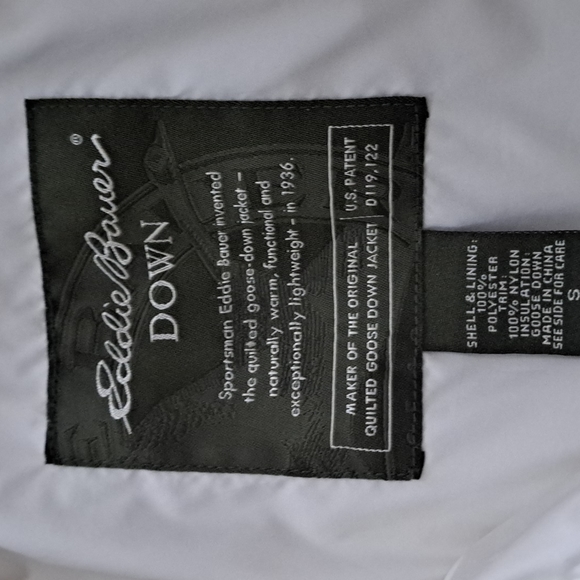 Eddie Bauer®
DOWN
Sportsman Eddie Bauer invented
the quilted goose-down jacket –
naturally warm, functional and
exceptionally lightweight – in 1936.
MAKER OF THE ORIGINAL
QUILTED GOOSE DOWN JACKET
U.S. PATENT
D119,122
SHELL & LINING:
100%
POLYESTER
TRIM:
100% NYLON
INSULATION:
GOOSE DOWN
MADE IN CHINA
SEE SIDE FOR CARE
S